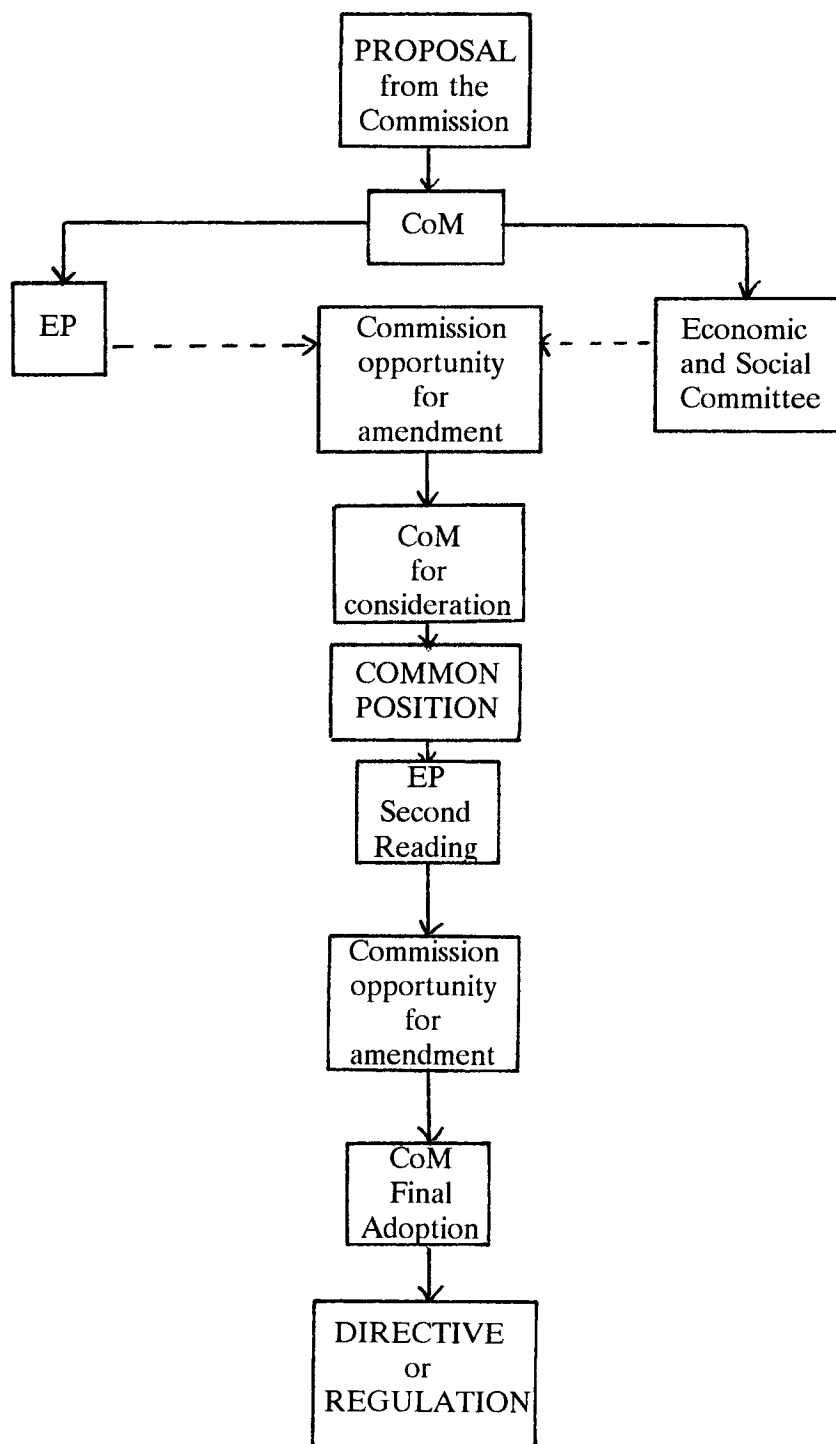 PROPOSAL
from the
Commission
CoM
EP
Commission
opportunity
for
amendment
Economic
and Social
Committee
CoM
for
consideration
COMMON
POSITION
EP
Second
Reading
Commission
opportunity
for
amendment
CoM
Final
Adoption
DIRECTIVE
or
REGULATION